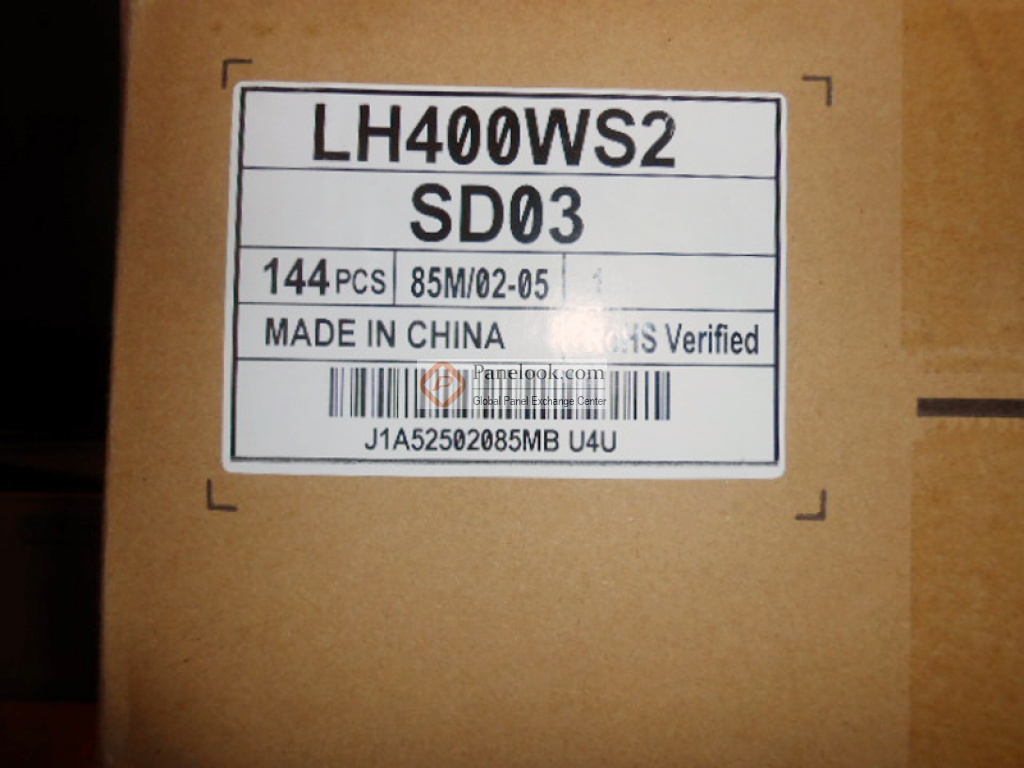 LH400WS2
SD03
144 PCS 85M/02-05 1
MADE IN CHINA Verified
Panelook.com
Global Panel Exchange Center
J1A52502085MB U4U